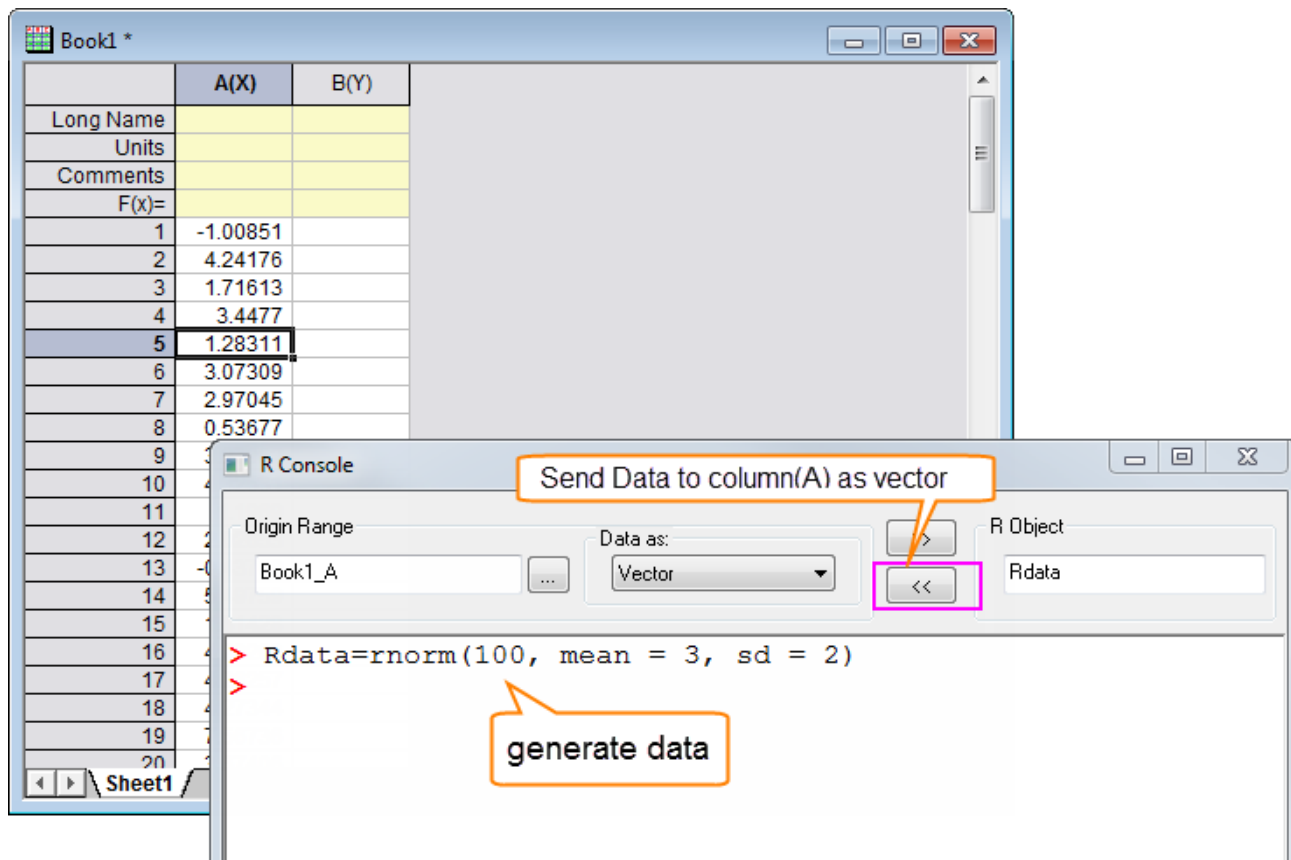 Book1 *
A(X) B(Y)
Long Name
Units
Comments
F(x)=
1 -1.00851
2 4.24176
3 1.71613
4 3.4477
5 1.28311
6 3.07309
7 2.97045
8 0.53677
9
10
11
12
13
14
15
16
17
18
19
20
Sheet1
R Console
Send Data to column(A) as vector
Origin Range
Data as:
R Object
Book1_A
...
Vector
<<
Rdata
> Rdata=rnorm(100, mean = 3, sd = 2)
>
generate data